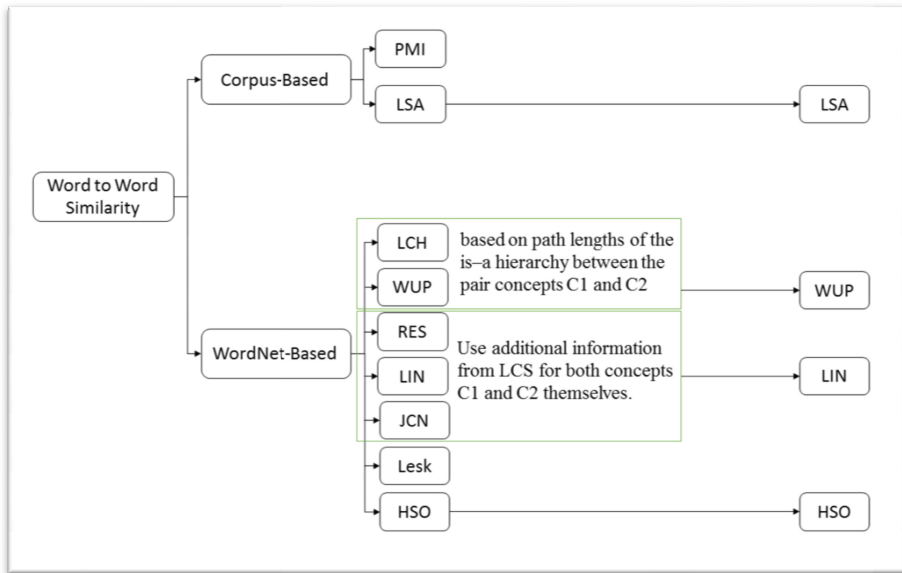 PMI
Corpus-Based
LSA
LSA
Word to Word
Similarity
LCH
WUP
based on path lengths of the
is–a hierarchy between the
pair concepts C1 and C2
WUP
WordNet-Based
RES
LIN
JCN
Use additional information
from LCS for both concepts
C1 and C2 themselves.
LIN
Lesk
HSO
HSO